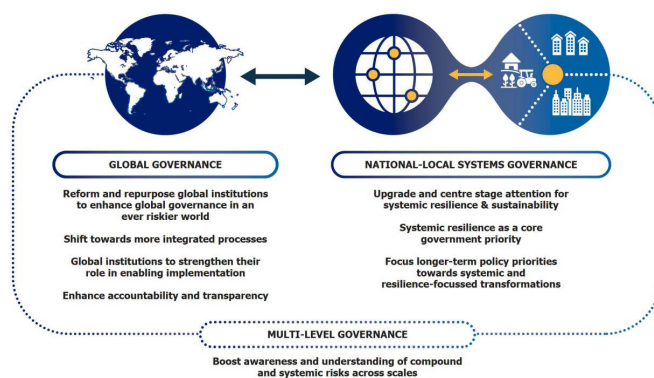 GLOBAL GOVERNANCE
Reform and repurpose global institutions
to enhance global governance in an
ever riskier world
Shift towards more integrated processes
Global institutions to strengthen their
role in enabling implementation
Enhance accountability and transparency
NATIONAL-LOCAL SYSTEMS GOVERNANCE
Upgrade and centre stage attention for
systemic resilience & sustainability
Systemic resilience as a core
government priority
Focus longer-term policy priorities
towards systemic and
resilience-focussed transformations
MULTI-LEVEL GOVERNANCE
Boost awareness and understanding of compound
and systemic risks across scales